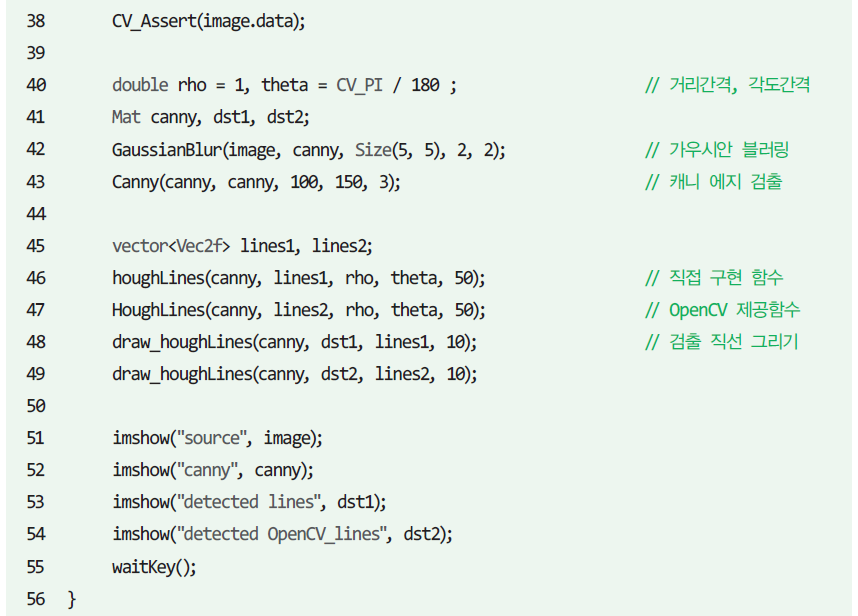 38 CV_Assert(image.data);
39
40 double rho = 1, theta = CV_PI / 180 ; // 거리간격, 각도간격
41 Mat canny, dst1, dst2;
42 GaussianBlur(image, canny, Size(5, 5), 2, 2); // 가우시안 블러링
43 Canny(canny, canny, 100, 150, 3); // 캐니 에지 검출
44
45 vector<Vec2f> lines1, lines2;
46 houghLines(canny, lines1, rho, theta, 50); // 직접 구현 함수
47 HoughLines(canny, lines2, rho, theta, 50); // OpenCV 제공함수
48 draw_houghLines(canny, dst1, lines1, 10); // 검출 직선 그리기
49 draw_houghLines(canny, dst2, lines2, 10);
50
51 imshow("source", image);
52 imshow("canny", canny);
53 imshow("detected lines", dst1);
54 imshow("detected OpenCV_lines", dst2);
55 waitKey();
56 }